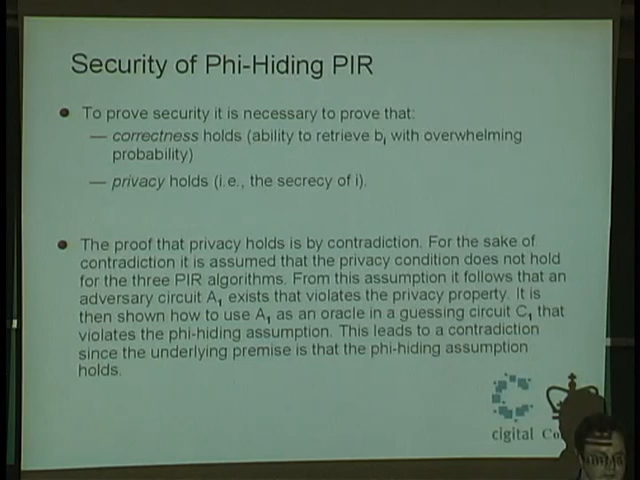 Security of Phi-Hiding PIR
To prove security it is necessary to prove that:
— correctness holds (ability to retrieve bᵢ with overwhelming
probability)
— privacy holds (i.e., the secrecy of i).
The proof that privacy holds is by contradiction. For the sake of
contradiction it is assumed that the privacy condition does not hold
for the three PIR algorithms. From this assumption it follows that an
adversary circuit A₁ exists that violates the privacy property. It is
then shown how to use A₁ as an oracle in a guessing circuit C₁ that
violates the phi-hiding assumption. This leads to a contradiction
since the underlying premise is that the phi-hiding assumption
holds.
cigital